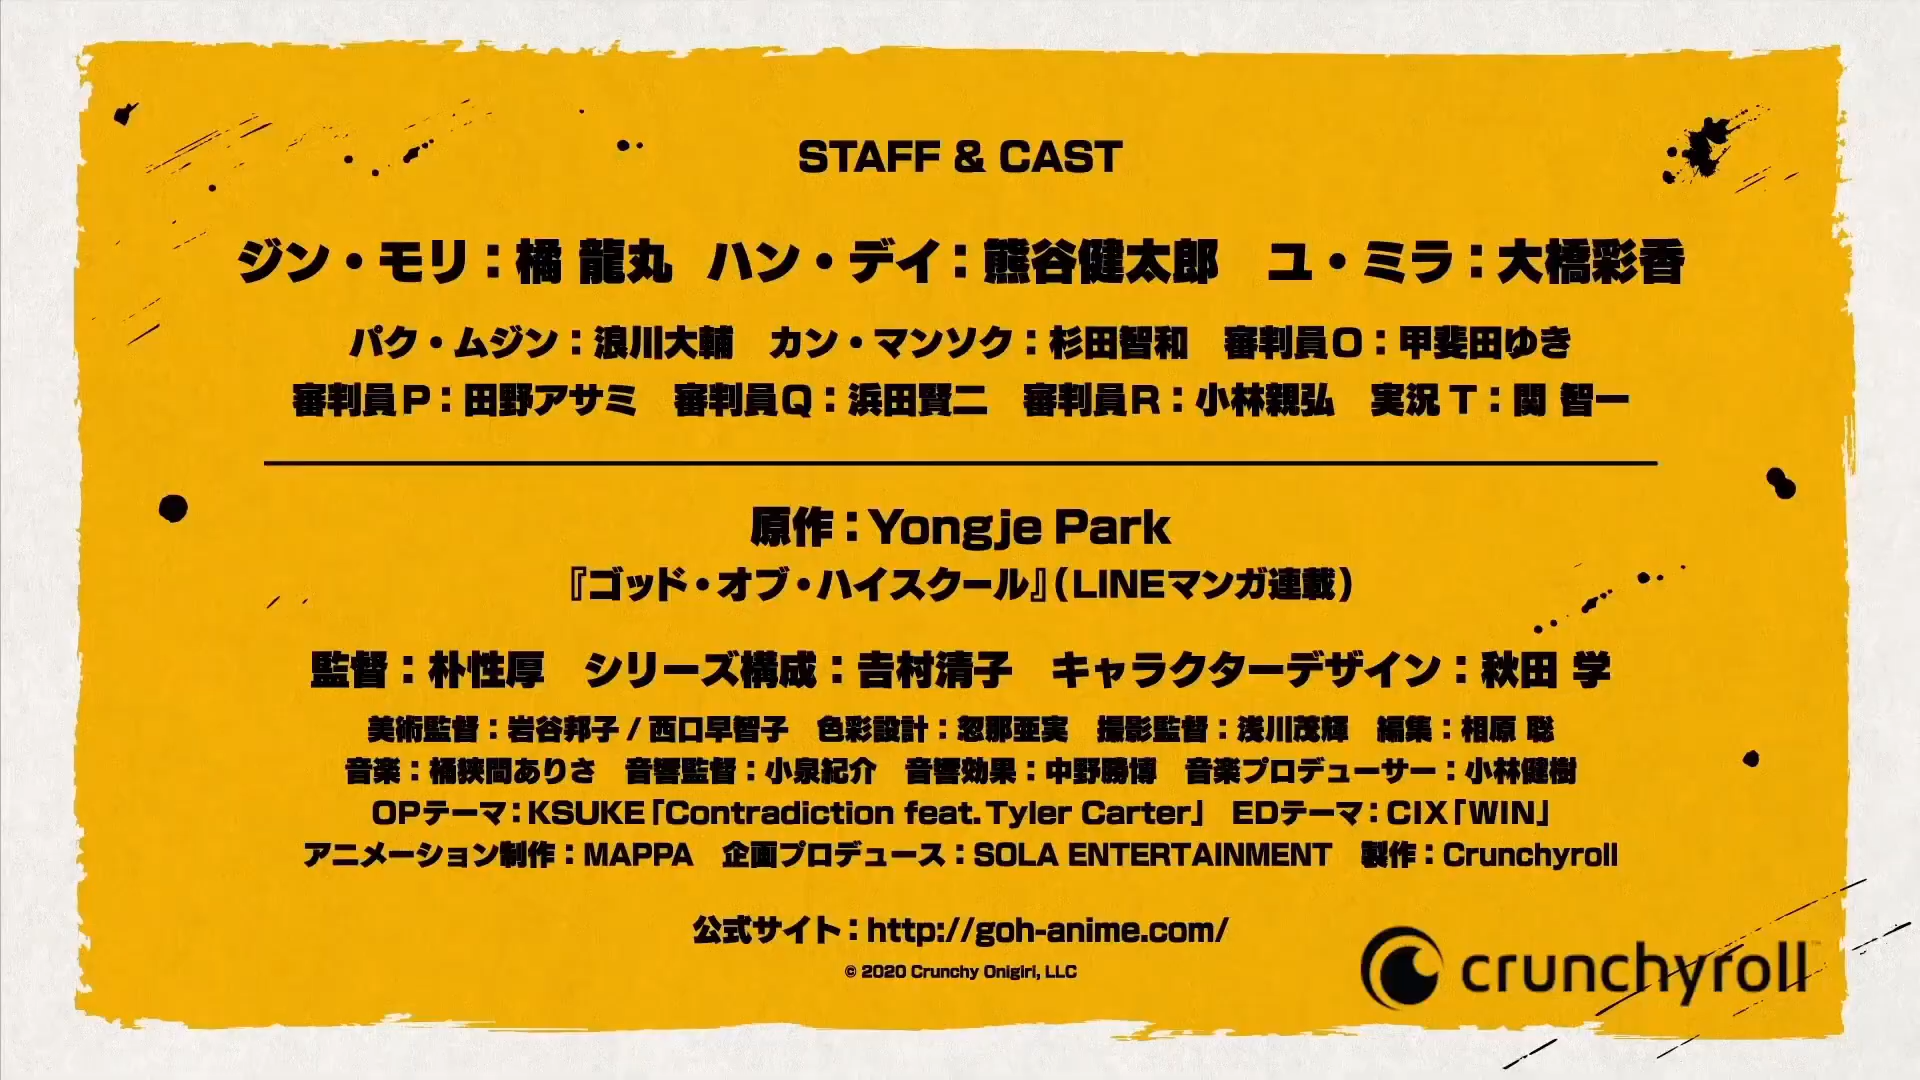 STAFF & CAST
ジン・モリ：橘 龍丸　ハン・デイ：熊谷健太郎　ユ・ミラ：大橋彩香
パク・ムジン：浪川大輔　カン・マンソク：杉田智和　審判員O：甲斐田ゆき
審判員P：田野アサミ　審判員Q：浜田賢二　審判員R：小林親弘　実況T：関 智一
原作：Yongje Park
『ゴッド・オブ・ハイスクール』（LINEマンガ連載）
監督：朴性厚　シリーズ構成：𠮷村清子　キャラクターデザイン：秋田 学
美術監督：岩谷邦子 / 西口早智子　色彩設計：忽那亜実　撮影監督：浅川茂輝　編集：相原 聡
音楽：桶狭間ありさ　音響監督：小泉紀介　音響効果：中野勝博　音楽プロデューサー：小林健樹
OPテーマ：KSUKE「Contradiction feat. Tyler Carter」　EDテーマ：CIX「WIN」
アニメーション制作：MAPPA　企画プロデュース：SOLA ENTERTAINMENT　製作：Crunchyroll
公式サイト：http://goh-anime.com/
© 2020 Crunchy Onigiri, LLC
crunchyroll™